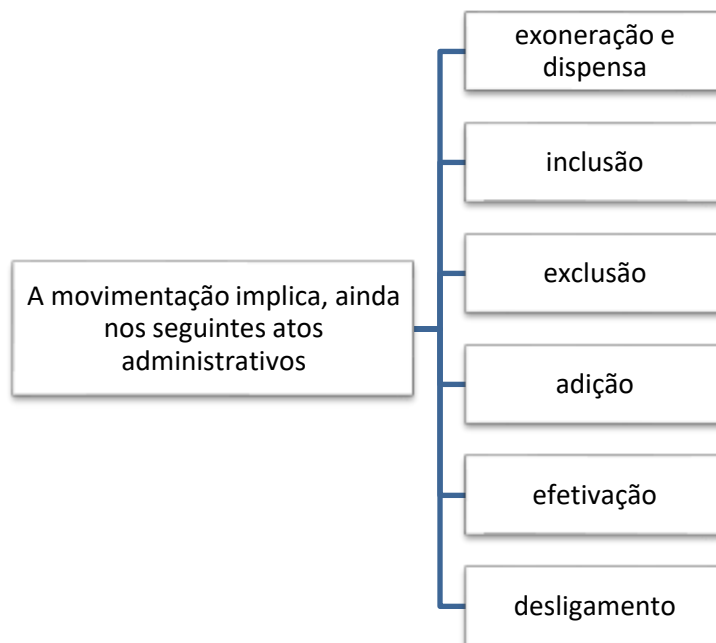 A movimentação implica, ainda
nos seguintes atos
administrativos
exoneração e
dispensa
inclusão
exclusão
adição
efetivação
desligamento